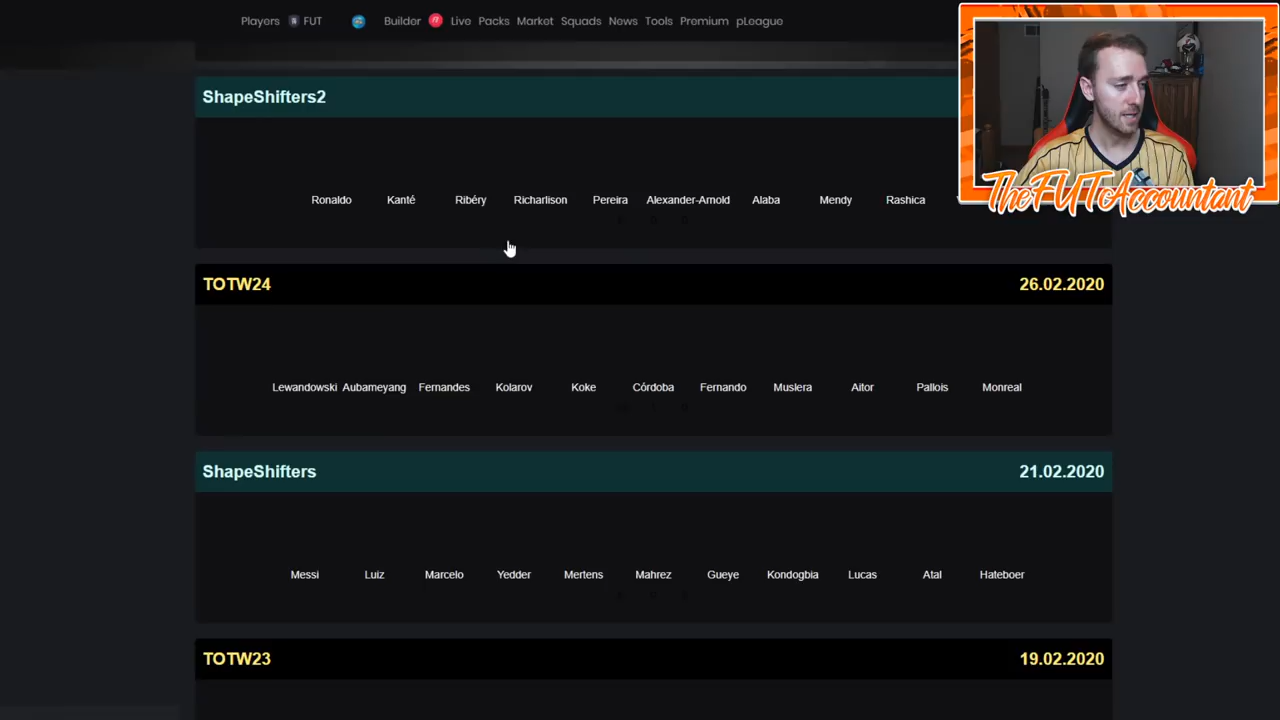 Players FUT Builder Live Packs Market Squads News Tools Premium pLeague
TheFUTAccountant
ShapeShifters2
Ronaldo Kanté Ribéry Richarlison Pereira Alexander-Arnold Alaba Mendy Rashica
TOTW24 26.02.2020
Lewandowski Aubameyang Fernandes Kolarov Koke Córdoba Fernando Muslera Aitor Pallois Monreal
ShapeShifters 21.02.2020
Messi Luiz Marcelo Yedder Mertens Mahrez Gueye Kondogbia Lucas Atal Hateboer
TOTW23 19.02.2020